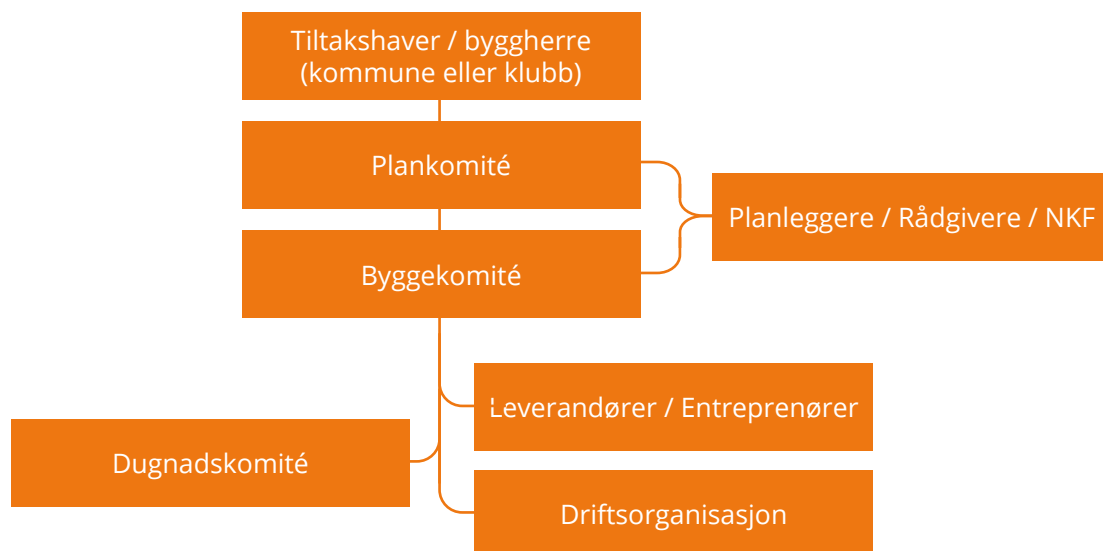 Tiltakshaver / byggherre
(kommune eller klubb)
Plankomité
Planleggere / Rådgivere / NKF
Byggekomité
Leverandører / Entreprenører
Dugnadskomité
Driftsorganisasjon